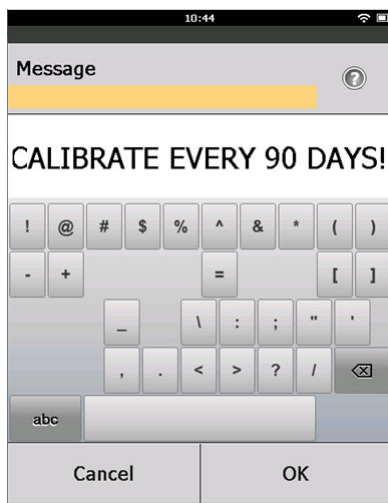 10:44
Message
?
CALIBRATE EVERY 90 DAYS!
! @ # $ % ^ & * ( )
- + = [ ]
_ \ : ; " '
, . < > ? /
abc
Cancel OK